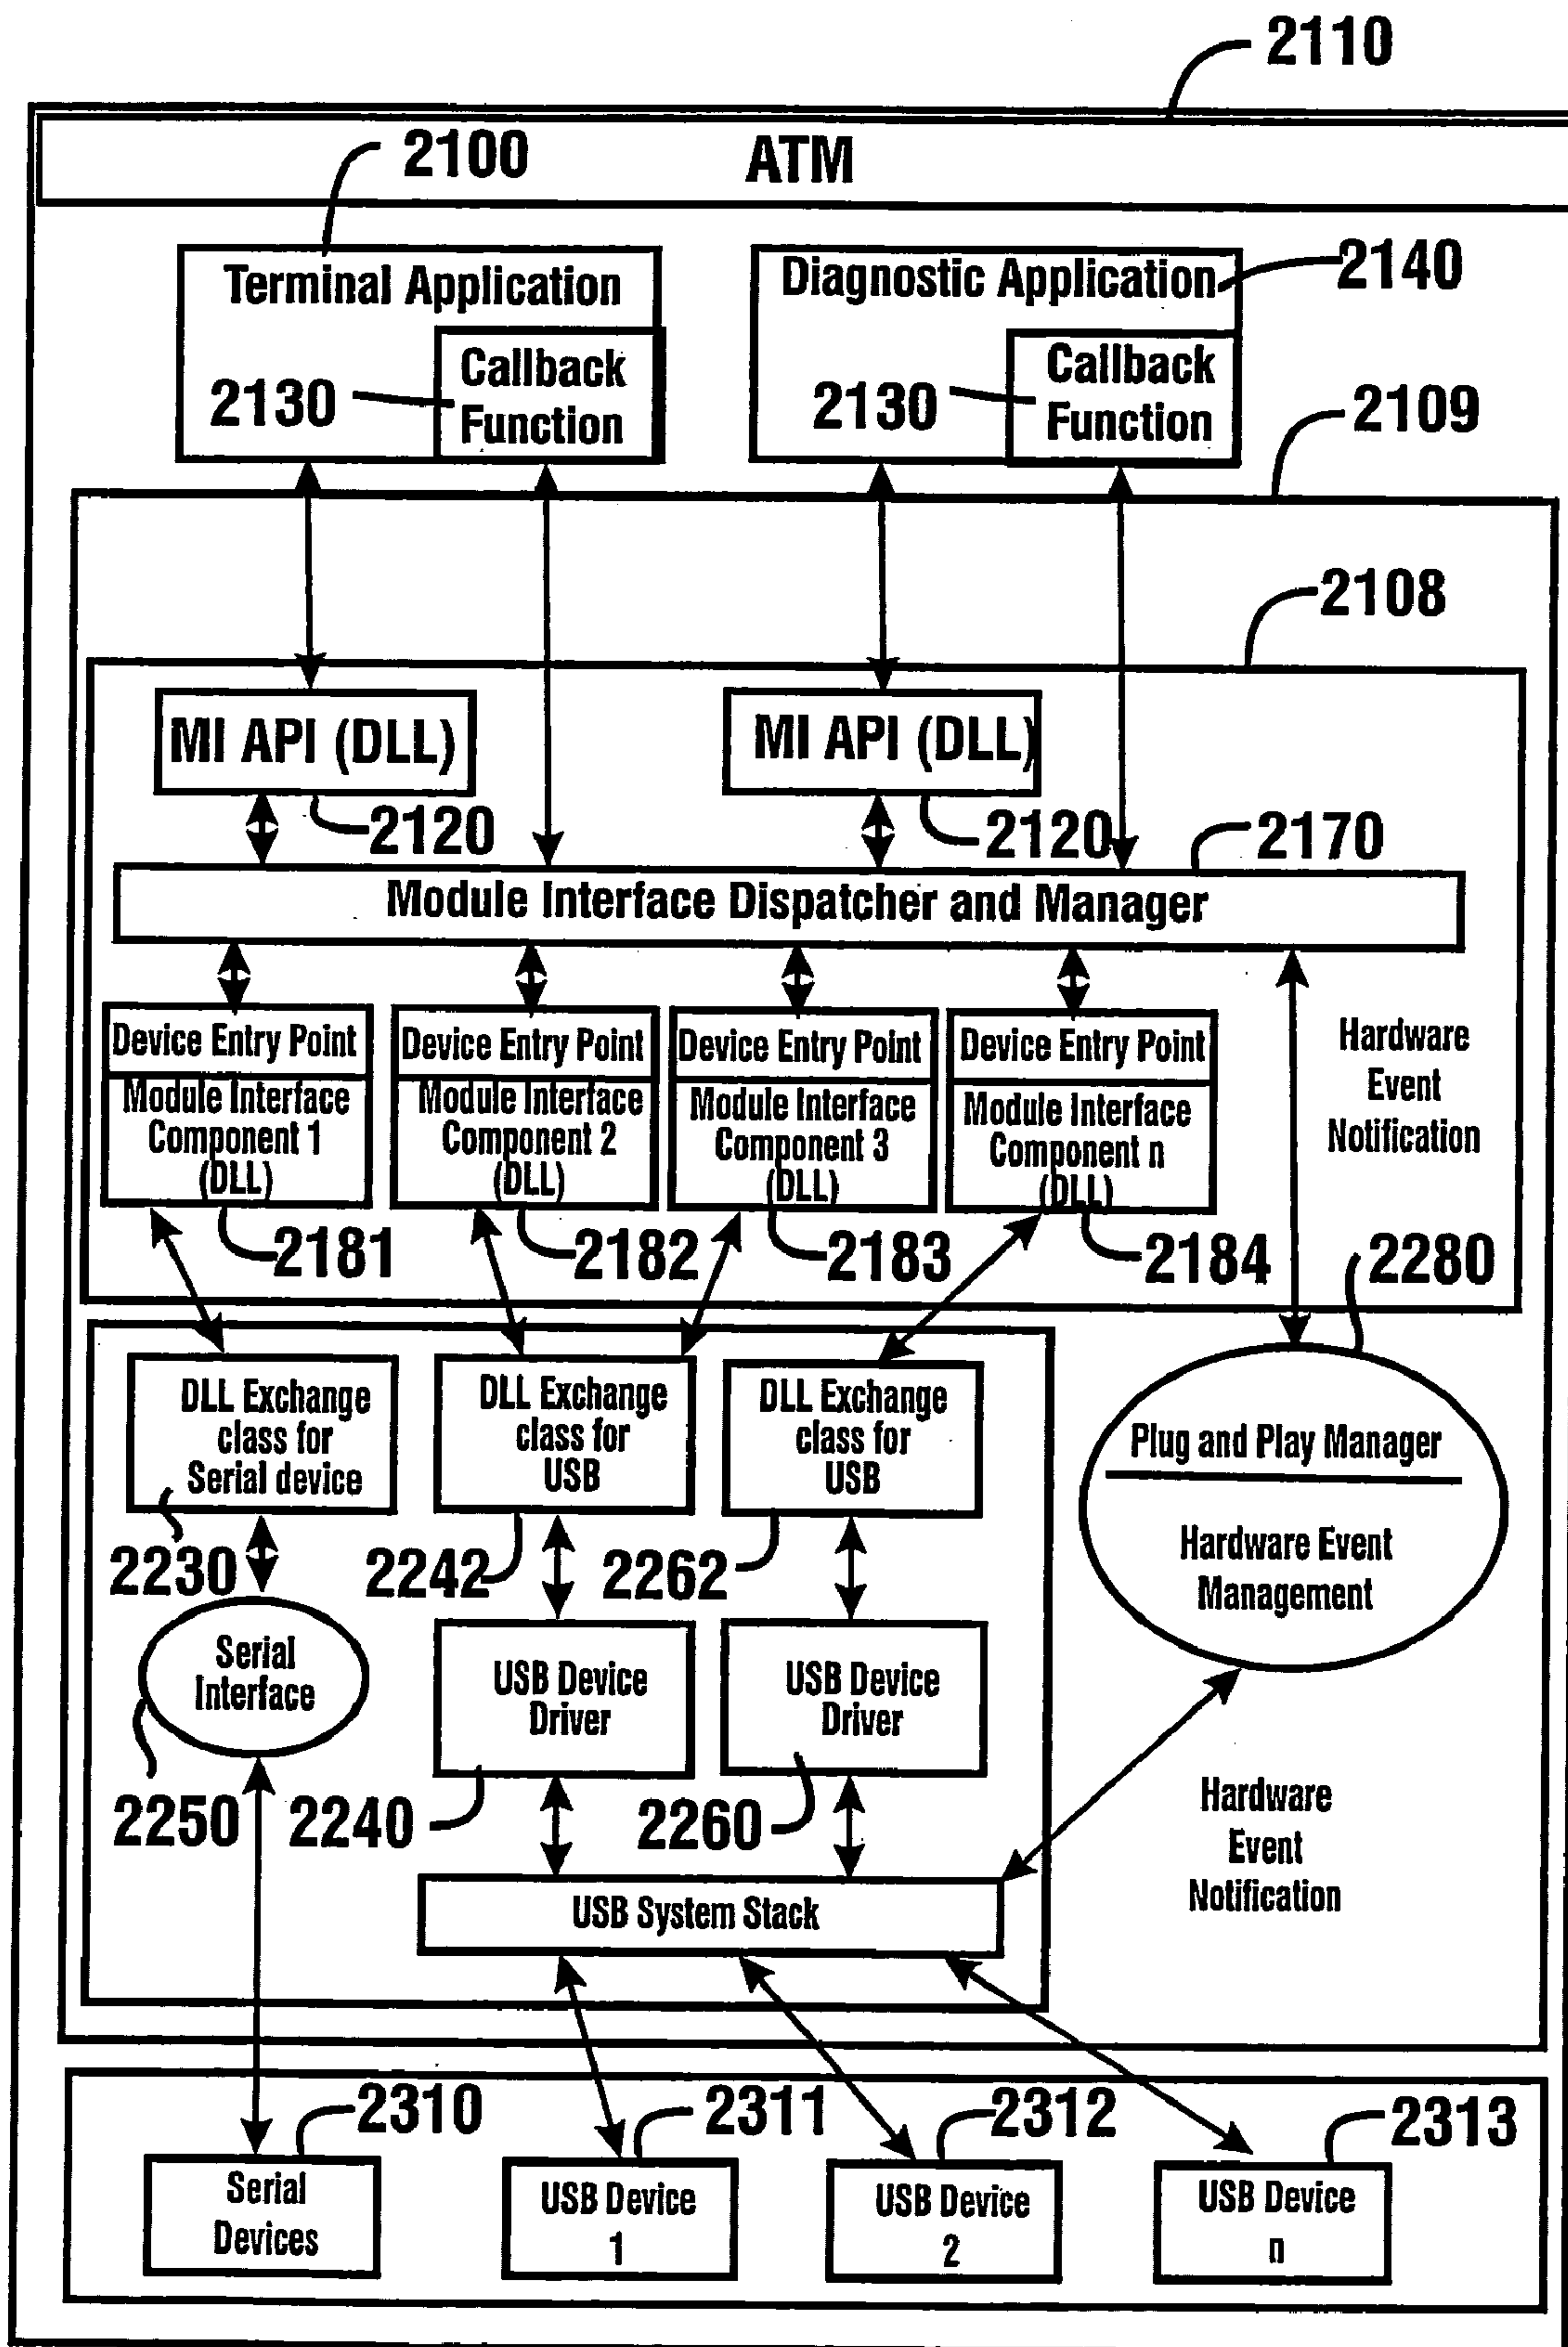 2110
ATM
2100
Terminal Application
Callback
Function
2130
Diagnostic Application
2140
Callback
Function
2130
2109
2108
MI API (DLL)
2120
MI API (DLL)
2120
2170
Module Interface Dispatcher and Manager
Device Entry Point
Module Interface
Component 1
(DLL)
2181
Device Entry Point
Module Interface
Component 2
(DLL)
2182
Device Entry Point
Module Interface
Component 3
(DLL)
2183
Device Entry Point
Module Interface
Component n
(DLL)
2184
Hardware
Event
Notification
2280
DLL Exchange
class for
Serial device
2230
DLL Exchange
class for
USB
2242
DLL Exchange
class for
USB
2262
Plug and Play Manager
Hardware Event
Management
Serial
Interface
2250
USB Device
Driver
2240
USB Device
Driver
2260
Hardware
Event
Notification
USB System Stack
2310
Serial
Devices
2311
USB Device
1
2312
USB Device
2
2313
USB Device
n